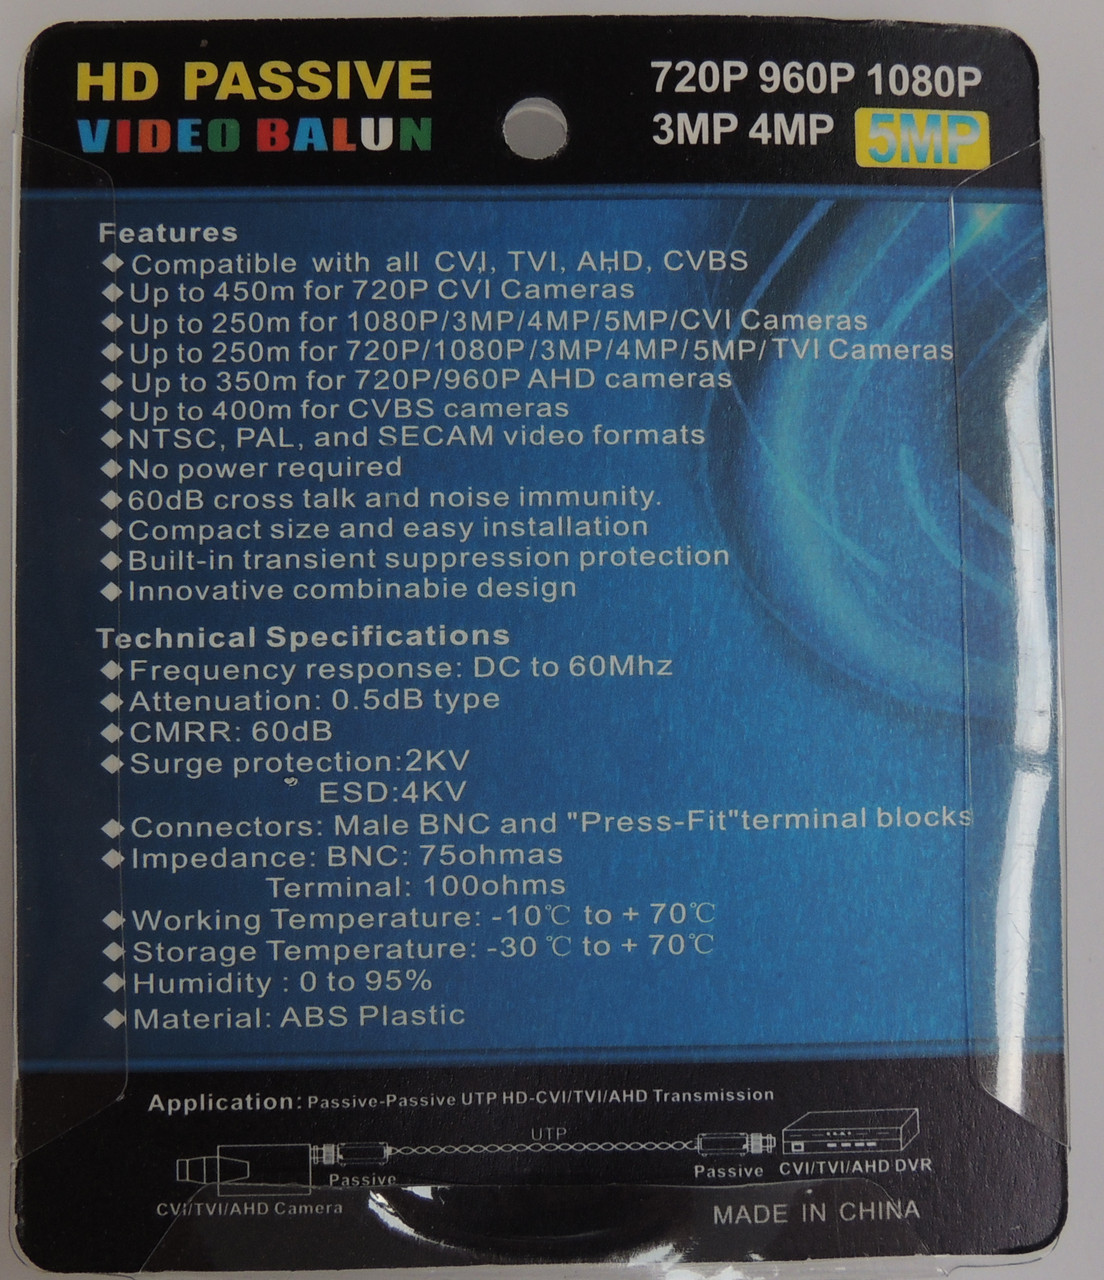 HD PASSIVE
VIDEO BALUN
720P 960P 1080P
3MP 4MP 5MP
Features
◆Compatible with all CVI, TVI, AHD, CVBS
◆Up to 450m for 720P CVI Cameras
◆Up to 250m for 1080P/3MP/4MP/5MP/CVI Cameras
◆Up to 250m for 720P/1080P/3MP/4MP/5MP/TVI Cameras
◆Up to 350m for 720P/960P AHD cameras
◆Up to 400m for CVBS cameras
◆NTSC, PAL, and SECAM video formats
◆No power required
◆60dB cross talk and noise immunity.
◆Compact size and easy installation
◆Built-in transient suppression protection
◆Innovative combinabie design
Technical Specifications
◆Frequency response: DC to 60Mhz
◆Attenuation: 0.5dB type
◆CMRR: 60dB
◆Surge protection:2KV
ESD:4KV
◆Connectors: Male BNC and "Press-Fit"terminal blocks
◆Impedance: BNC: 75ohmas
Terminal: 100ohms
◆Working Temperature: -10℃ to + 70℃
◆Storage Temperature: -30 ℃ to + 70℃
◆Humidity : 0 to 95%
◆Material: ABS Plastic
Application: Passive-Passive UTP HD-CVI/TVI/AHD Transmission
UTP
Passive
Passive
CVI/TVI/AHD DVR
CVI/TVI/AHD Camera
MADE IN CHINA